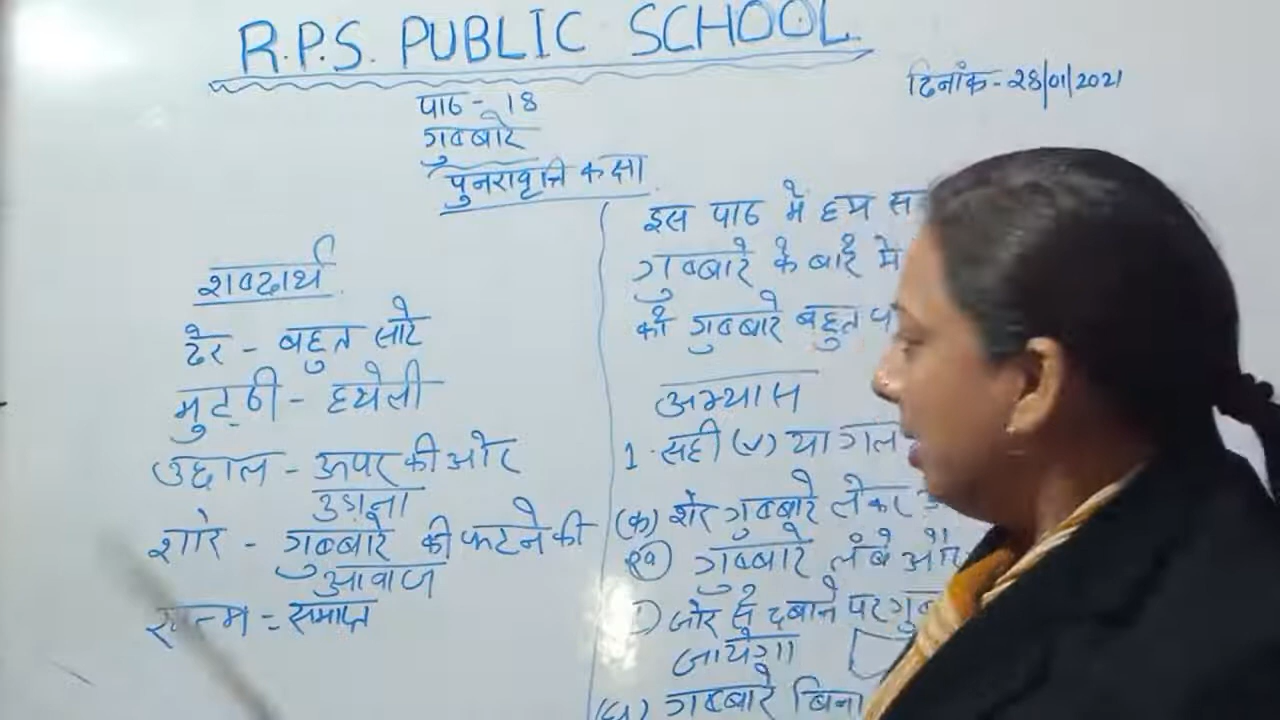 R.P.S. PUBLIC SCHOOL
दिनांक - 28/01/2021
पाठ - 18
गुब्बारे
पुनरावृत्ति कक्षा
शब्दार्थ
ढेर - बहुत सारे
मुट्ठी - हथेली
उछाल - ऊपर की ओर
उड़ाना
शोर - गुब्बारे की फटने की
आवाज
खत्म = समाप्त
इस पाठ में हम
गुब्बारे के बारे में
की गुब्बारे बहुत
अभ्यास
1. सही (✓) या
(क) शेर गुब्बारे लेकर
(ख) गुब्बारे लंबे और
जोर से दबाने पर
जायेगा
(घ) गुब्बारे बिना